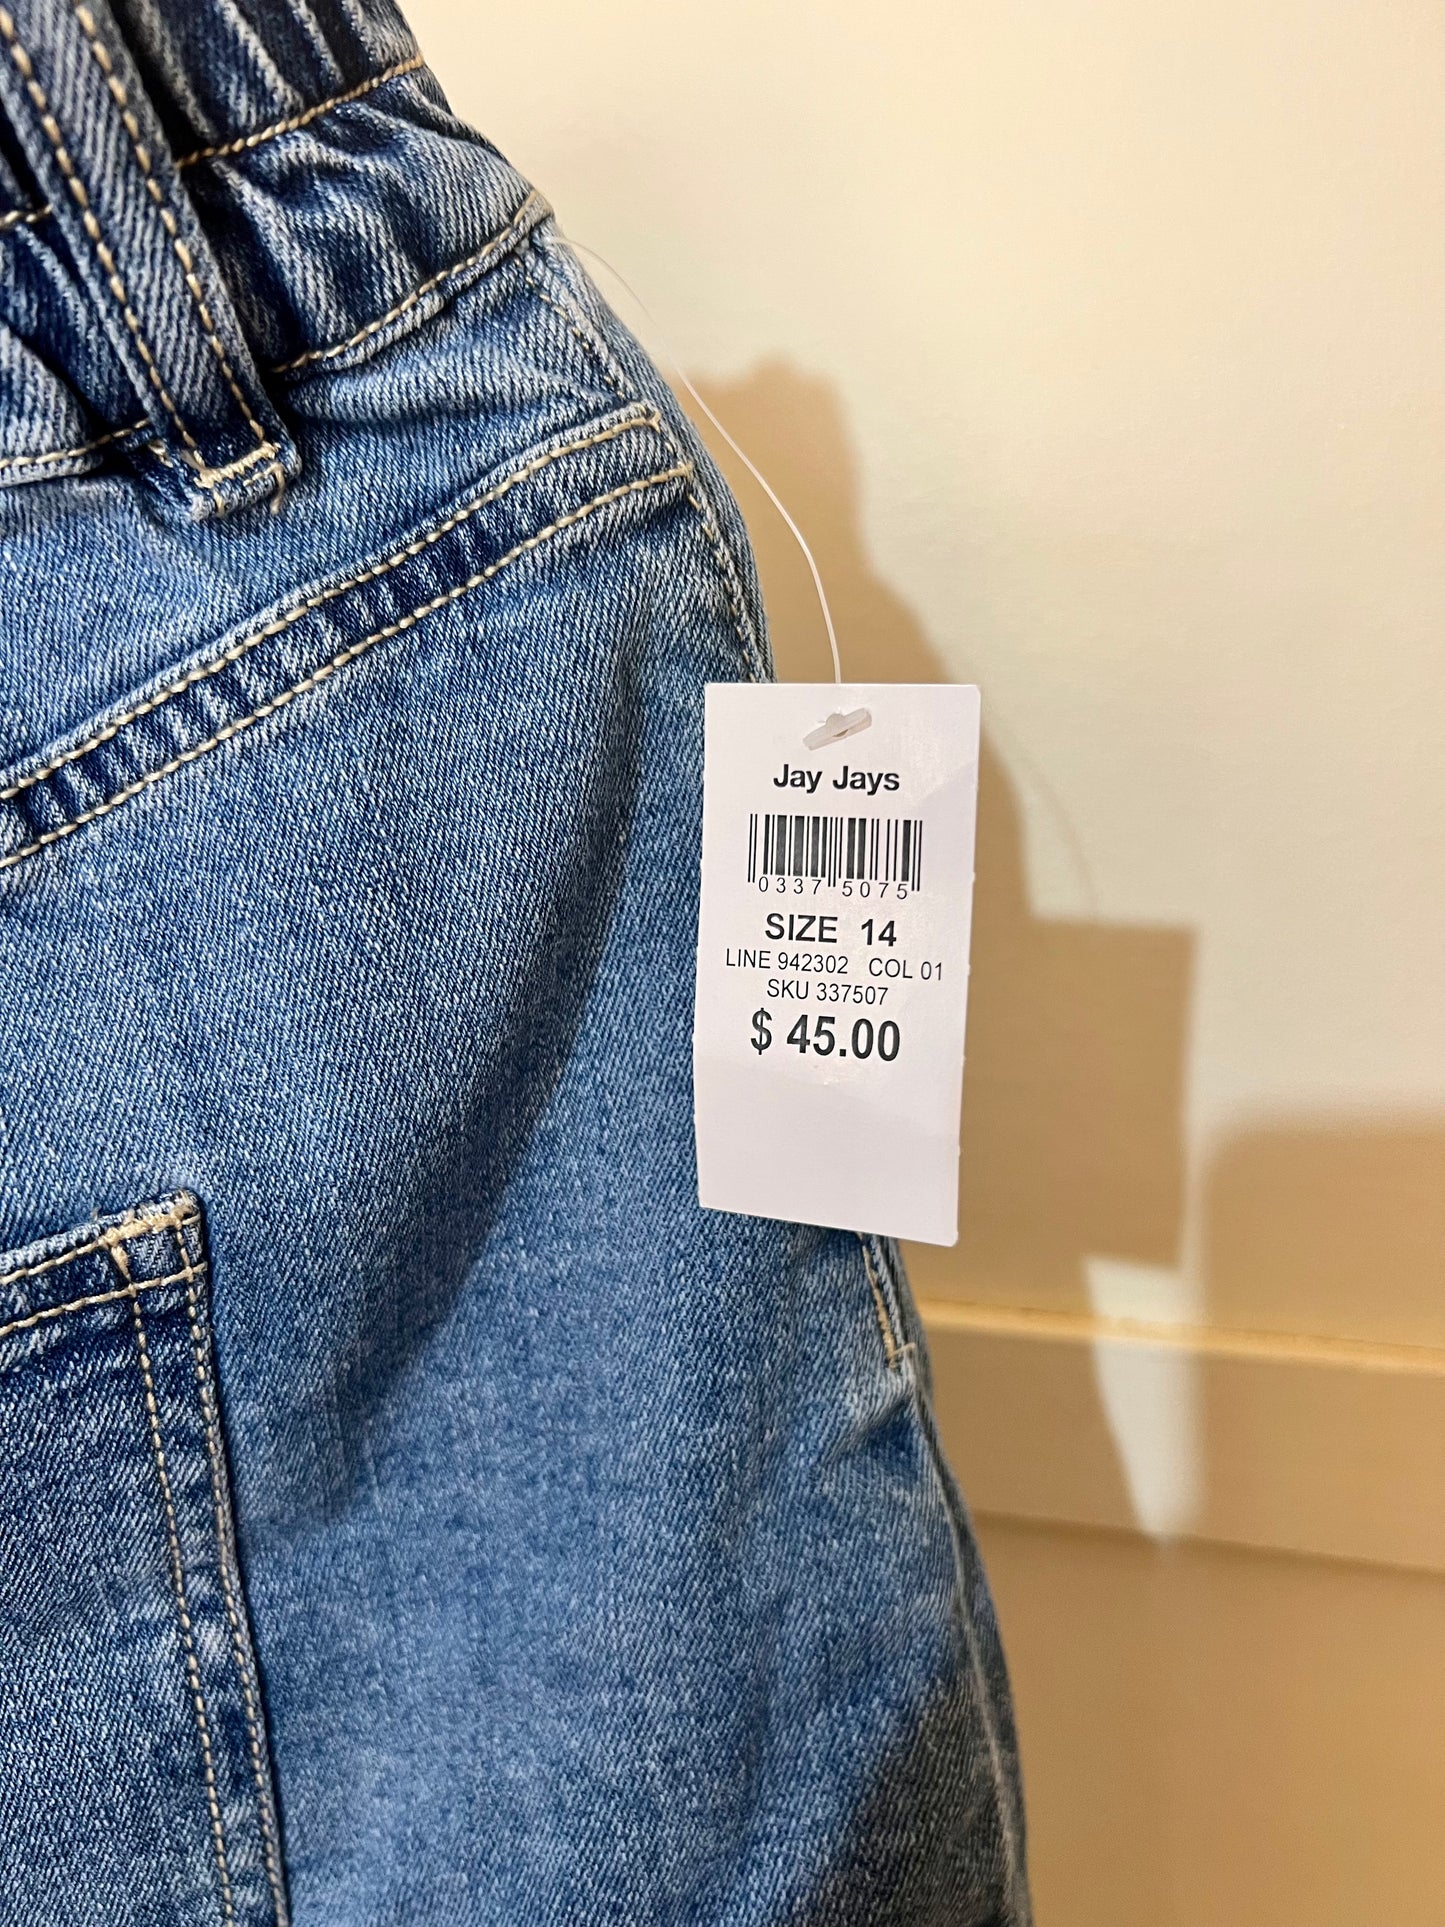 Jay Jays
0337 5075
SIZE 14
LINE 942302 COL 01
SKU 337507
$ 45.00